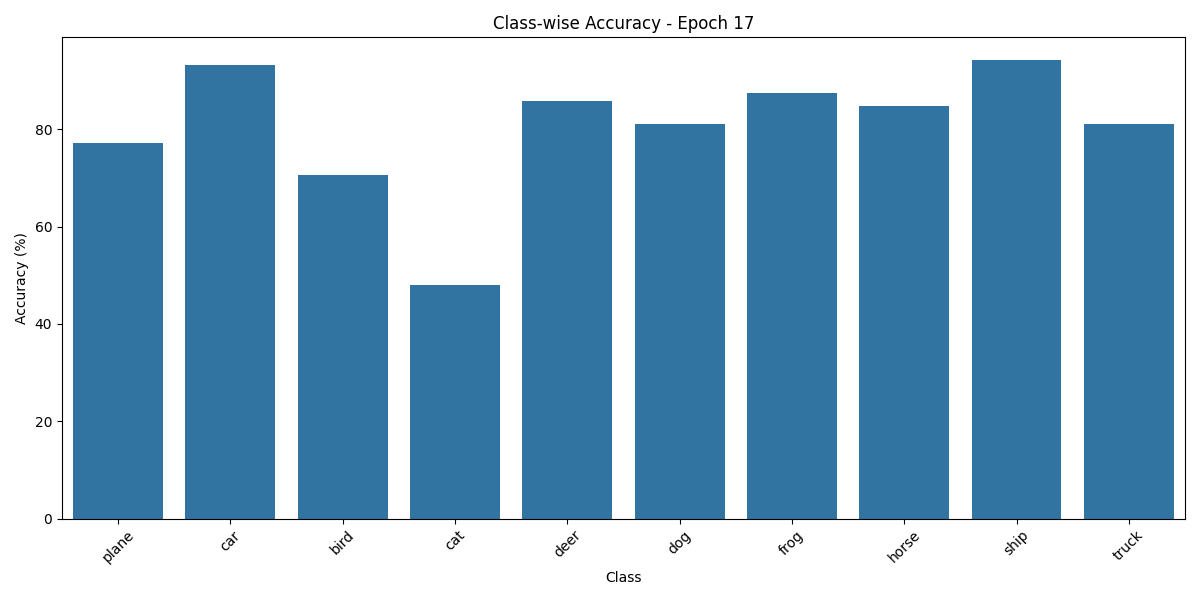 Class-wise Accuracy - Epoch 17
Accuracy (%)
80
60
40
20
0
plane
car
bird
cat
deer
dog
frog
horse
ship
truck
Class